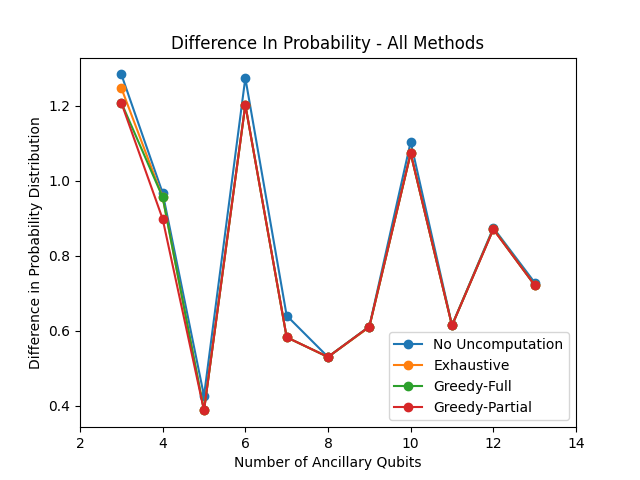 Difference In Probability - All Methods
Difference in Probability Distribution
1.2
1.0
0.8
0.6
0.4
No Uncomputation
Exhaustive
Greedy-Full
Greedy-Partial
2 4 6 8 10 12 14
Number of Ancillary Qubits